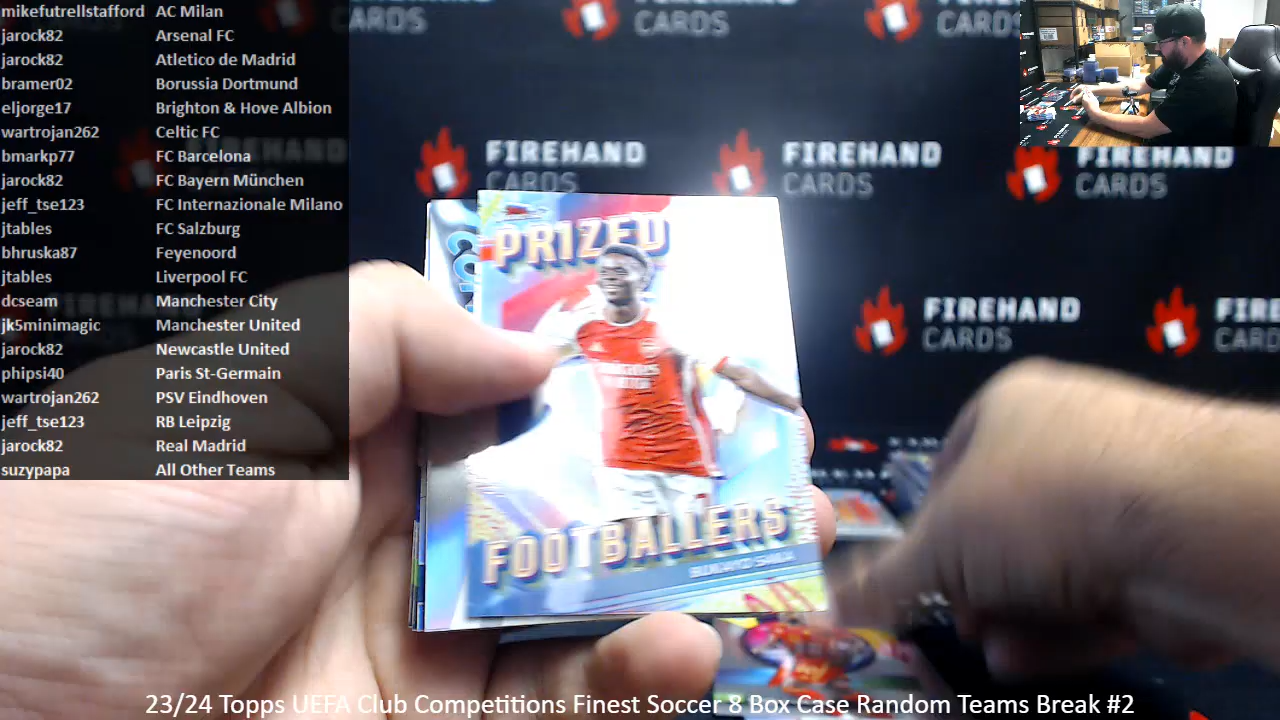 mikefutrellstafford AC Milan
jarock82 Arsenal FC
jarock82 Atletico de Madrid
bramer02 Borussia Dortmund
eljorge17 Brighton & Hove Albion
wartrojan262 Celtic FC
bmarkp77 FC Barcelona
jarock82 FC Bayern München
jeff_tse123 FC Internazionale Milano
jtables FC Salzburg
bhruska87 Feyenoord
jtables Liverpool FC
dcseam Manchester City
jk5minimagic Manchester United
jarock82 Newcastle United
phipsi40 Paris St-Germain
wartrojan262 PSV Eindhoven
jeff_tse123 RB Leipzig
jarock82 Real Madrid
suzypapa All Other Teams
CARDS
CARDS
CARDS
FIREHAND
CARDS
FIREHAND
CARDS
FIREHAND
CARDS
FIREHAND
CARDS
FIRE
CARDS
PRIZED
FOOTBALLERS
BUKAYO SAKA
23/24 Topps UEFA Club Competitions Finest Soccer 8 Box Case Random Teams Break #2